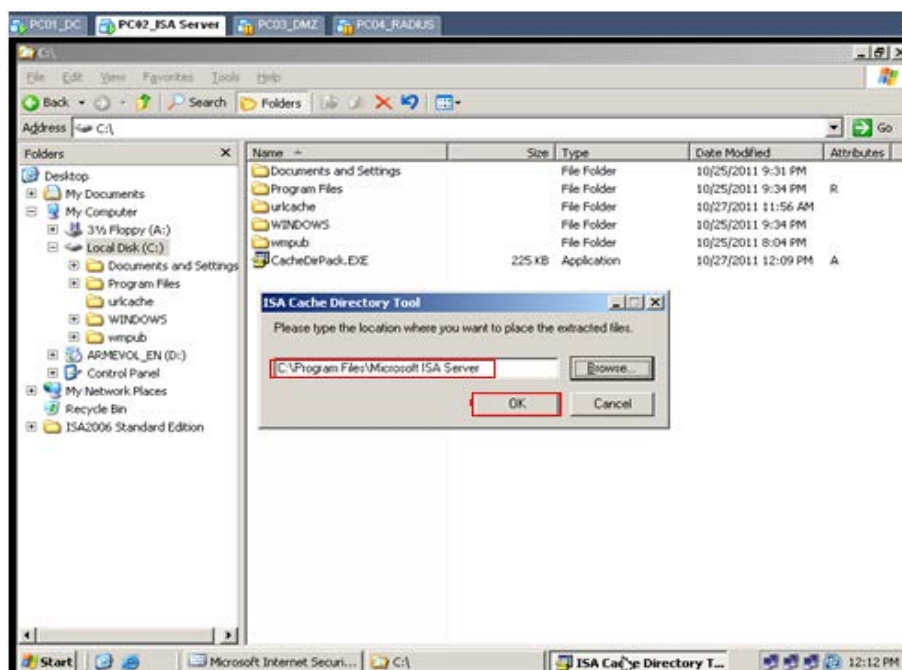 PC01_DC PC02_ISA Server PC03_DMZ PC04_RADIUS
C:\
File Edit View Favorites Tools Help
Back Search Folders
Address C:\ Go
Folders
Desktop
My Documents
My Computer
3½ Floppy (A:)
Local Disk (C:)
Documents and Settings
Program Files
urlcache
WINDOWS
wmpub
ARMEVOL_EN (D:)
Control Panel
My Network Places
Recycle Bin
ISA2006 Standard Edition
Name Size Type Date Modified Attributes
Documents and Settings File Folder 10/25/2011 9:31 PM
Program Files File Folder 10/25/2011 9:34 PM R
urlcache File Folder 10/27/2011 11:56 AM
WINDOWS File Folder 10/25/2011 9:34 PM
wmpub File Folder 10/25/2011 8:04 PM
CacheDirPack.EXE 225 KB Application 10/27/2011 12:09 PM A
ISA Cache Directory Tool
Please type the location where you want to place the extracted files.
C:\Program Files\Microsoft ISA Server Browse...
OK Cancel
Start Microsoft Internet Securi... C:\ ISA Cache Directory T... 12:12 PM